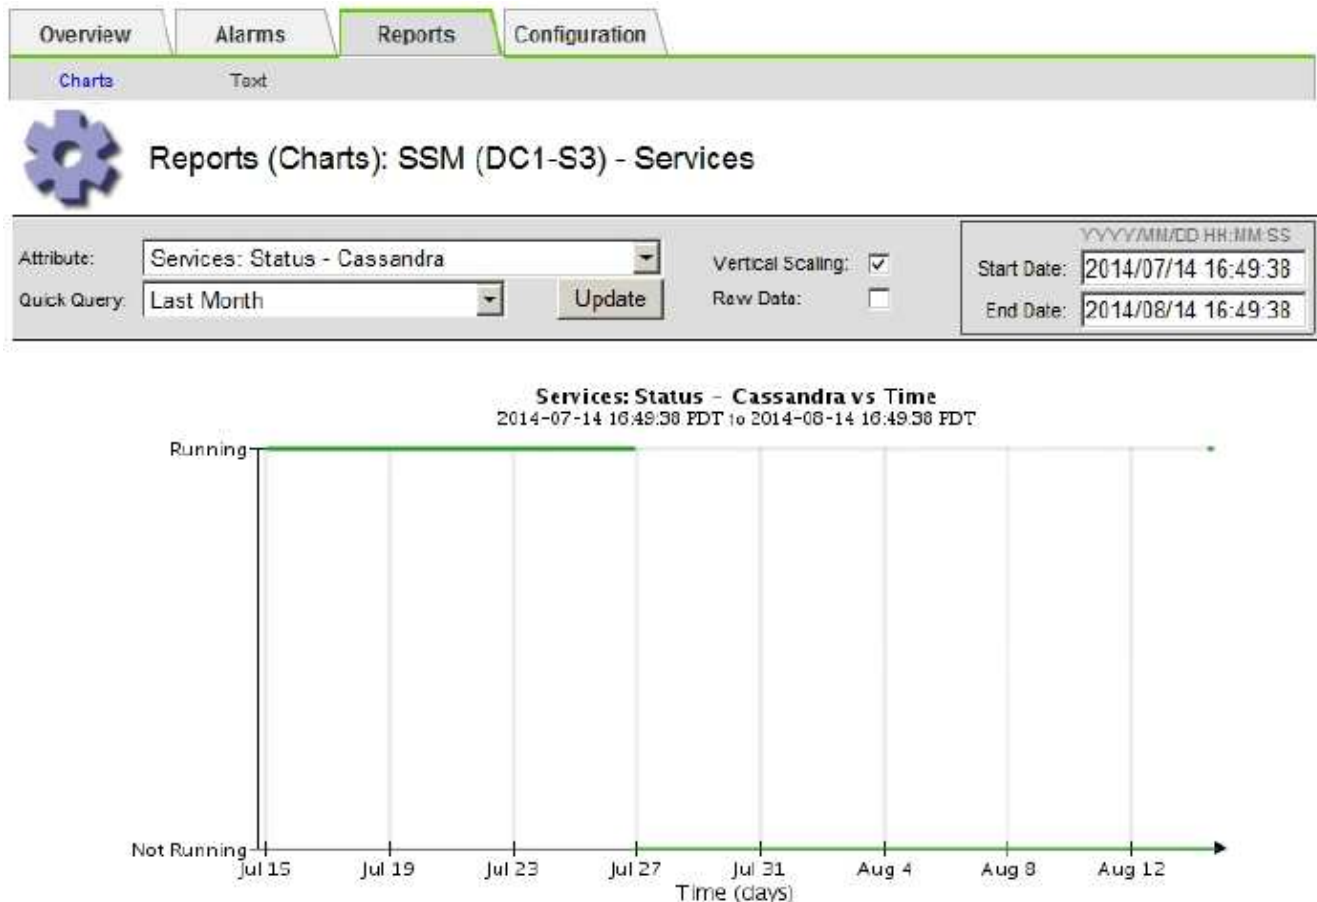 Overview Alarms Reports Configuration
Charts Text
Reports (Charts): SSM (DC1-S3) - Services
YYYY/MM/DD HH:MM:SS
Attribute: Services: Status - Cassandra Vertical Scaling: Start Date: 2014/07/14 16:49:38
Quick Query: Last Month Update Raw Data: End Date: 2014/08/14 16:49:38
Services: Status - Cassandra vs Time
2014-07-14 16:49:38 PDT to 2014-08-14 16:49:38 PDT
Running
Not Running
Jul 15 Jul 19 Jul 23 Jul 27 Jul 31 Aug 4 Aug 8 Aug 12
Time (days)